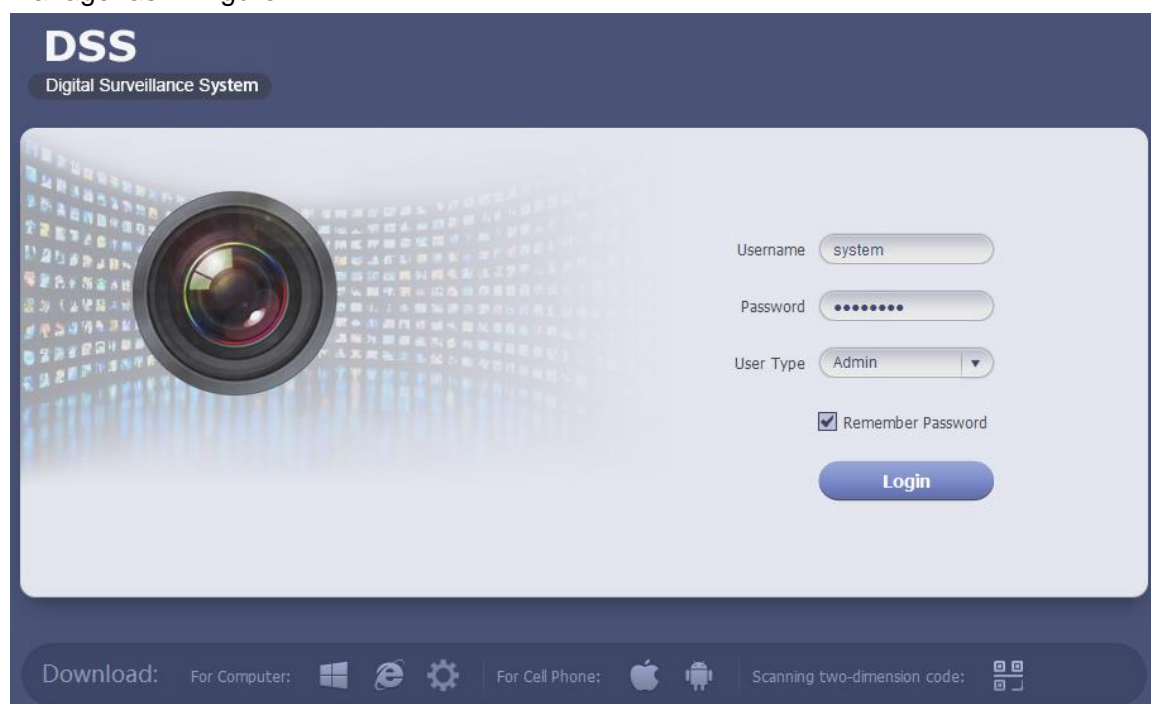 DSS
Digital Surveillance System
Username system
Password ••••••••
User Type Admin
Remember Password
Login
Download: For Computer: For Cell Phone: Scanning two-dimension code: